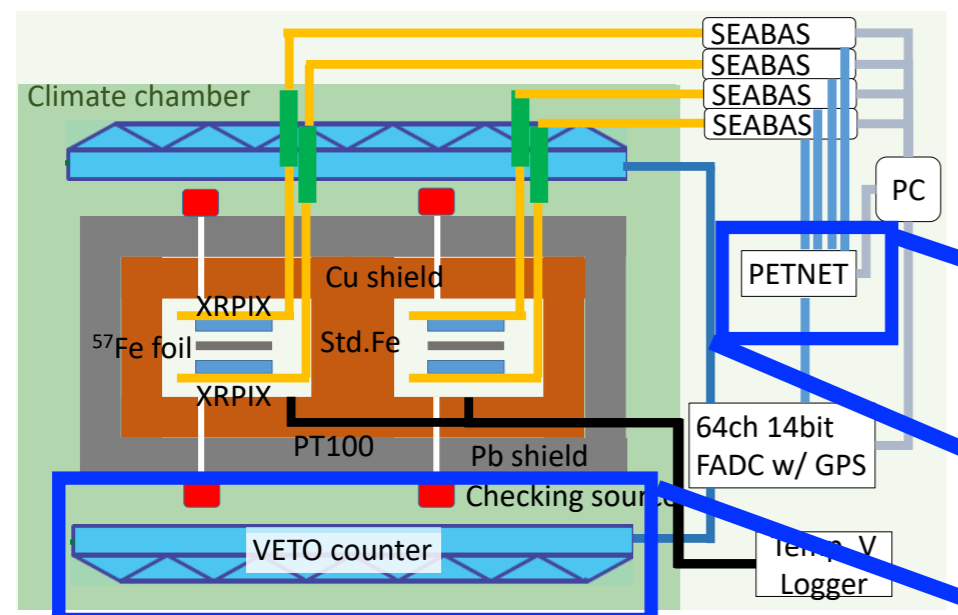 SEABAS
SEABAS
SEABAS
SEABAS
Climate chamber
PC
PETNET
Cu shield
XRPIX
⁵⁷Fe foil
Std.Fe
XRPIX
PT100
Pb shield
64ch 14bit
FADC w/ GPS
Checking source
VETO counter
Temp. V
Logger